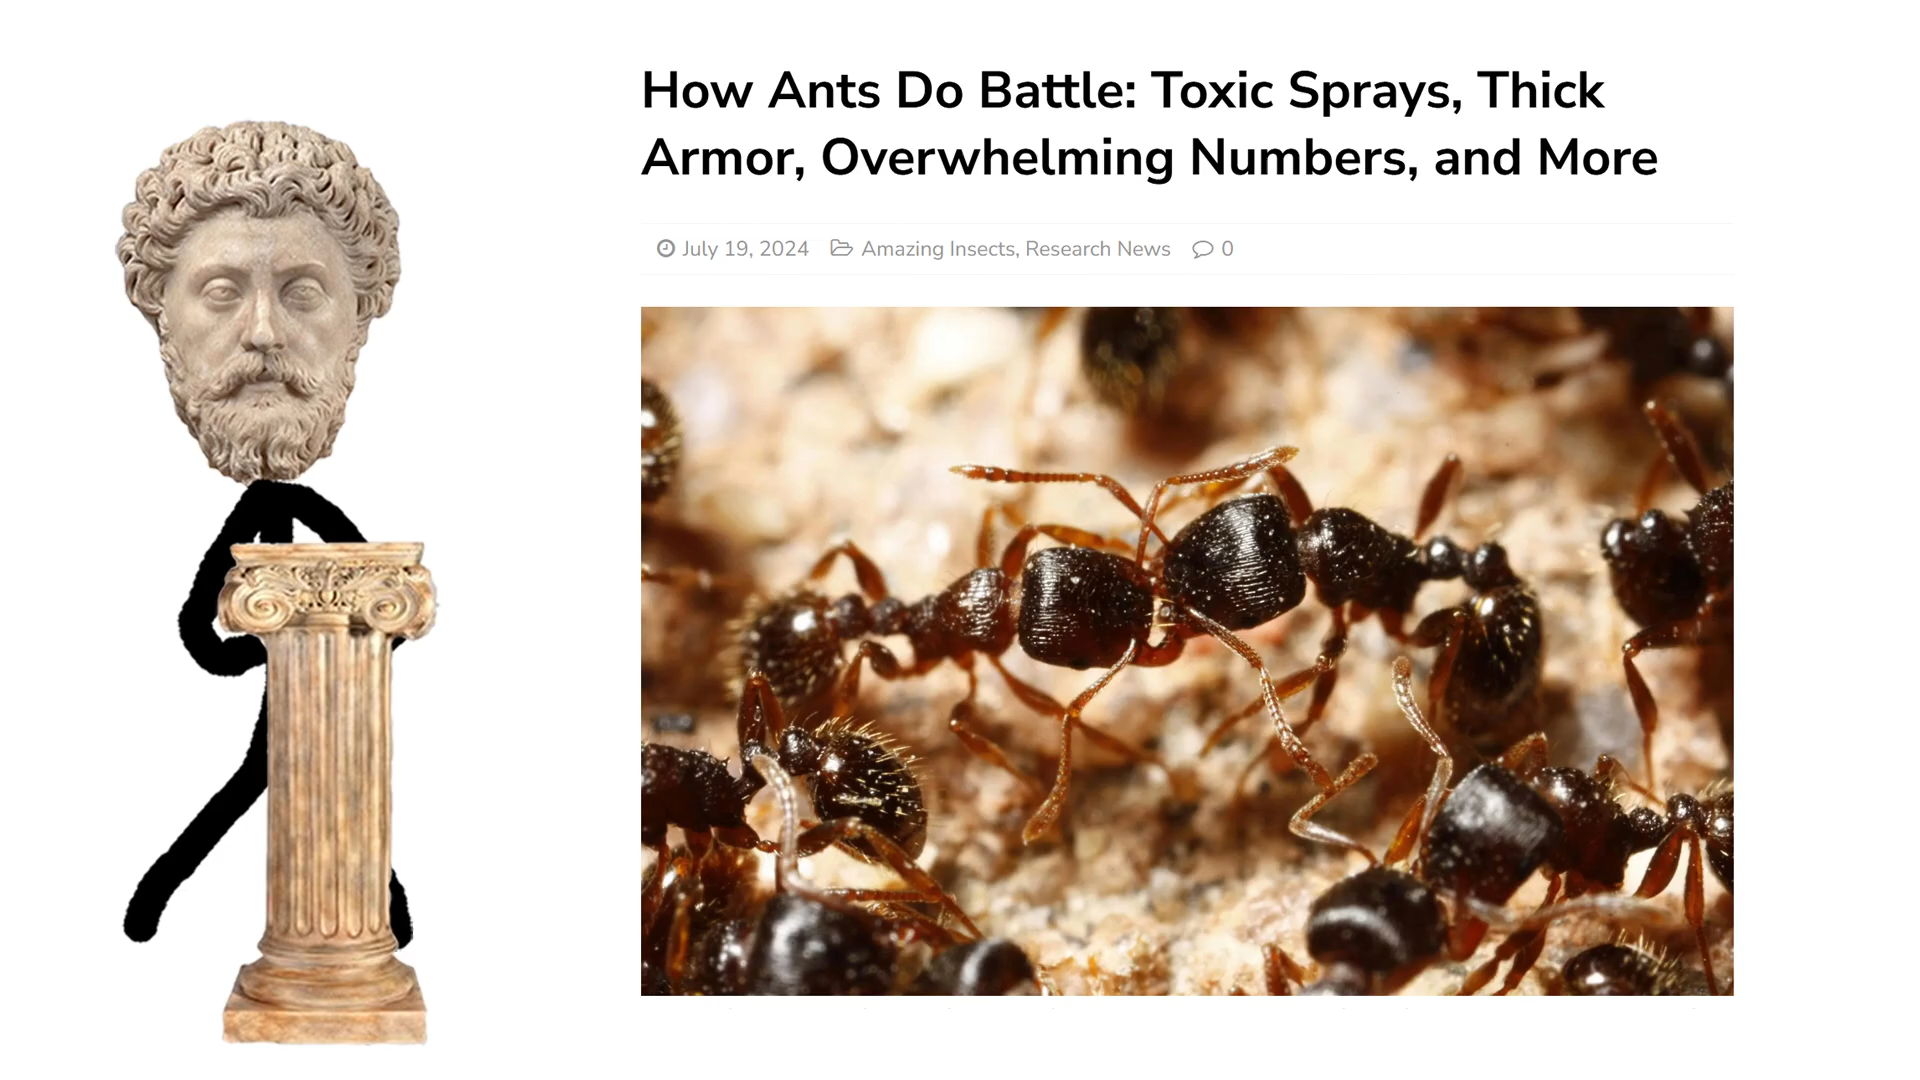 How Ants Do Battle: Toxic Sprays, Thick
Armor, Overwhelming Numbers, and More
July 19, 2024 Amazing Insects, Research News 0